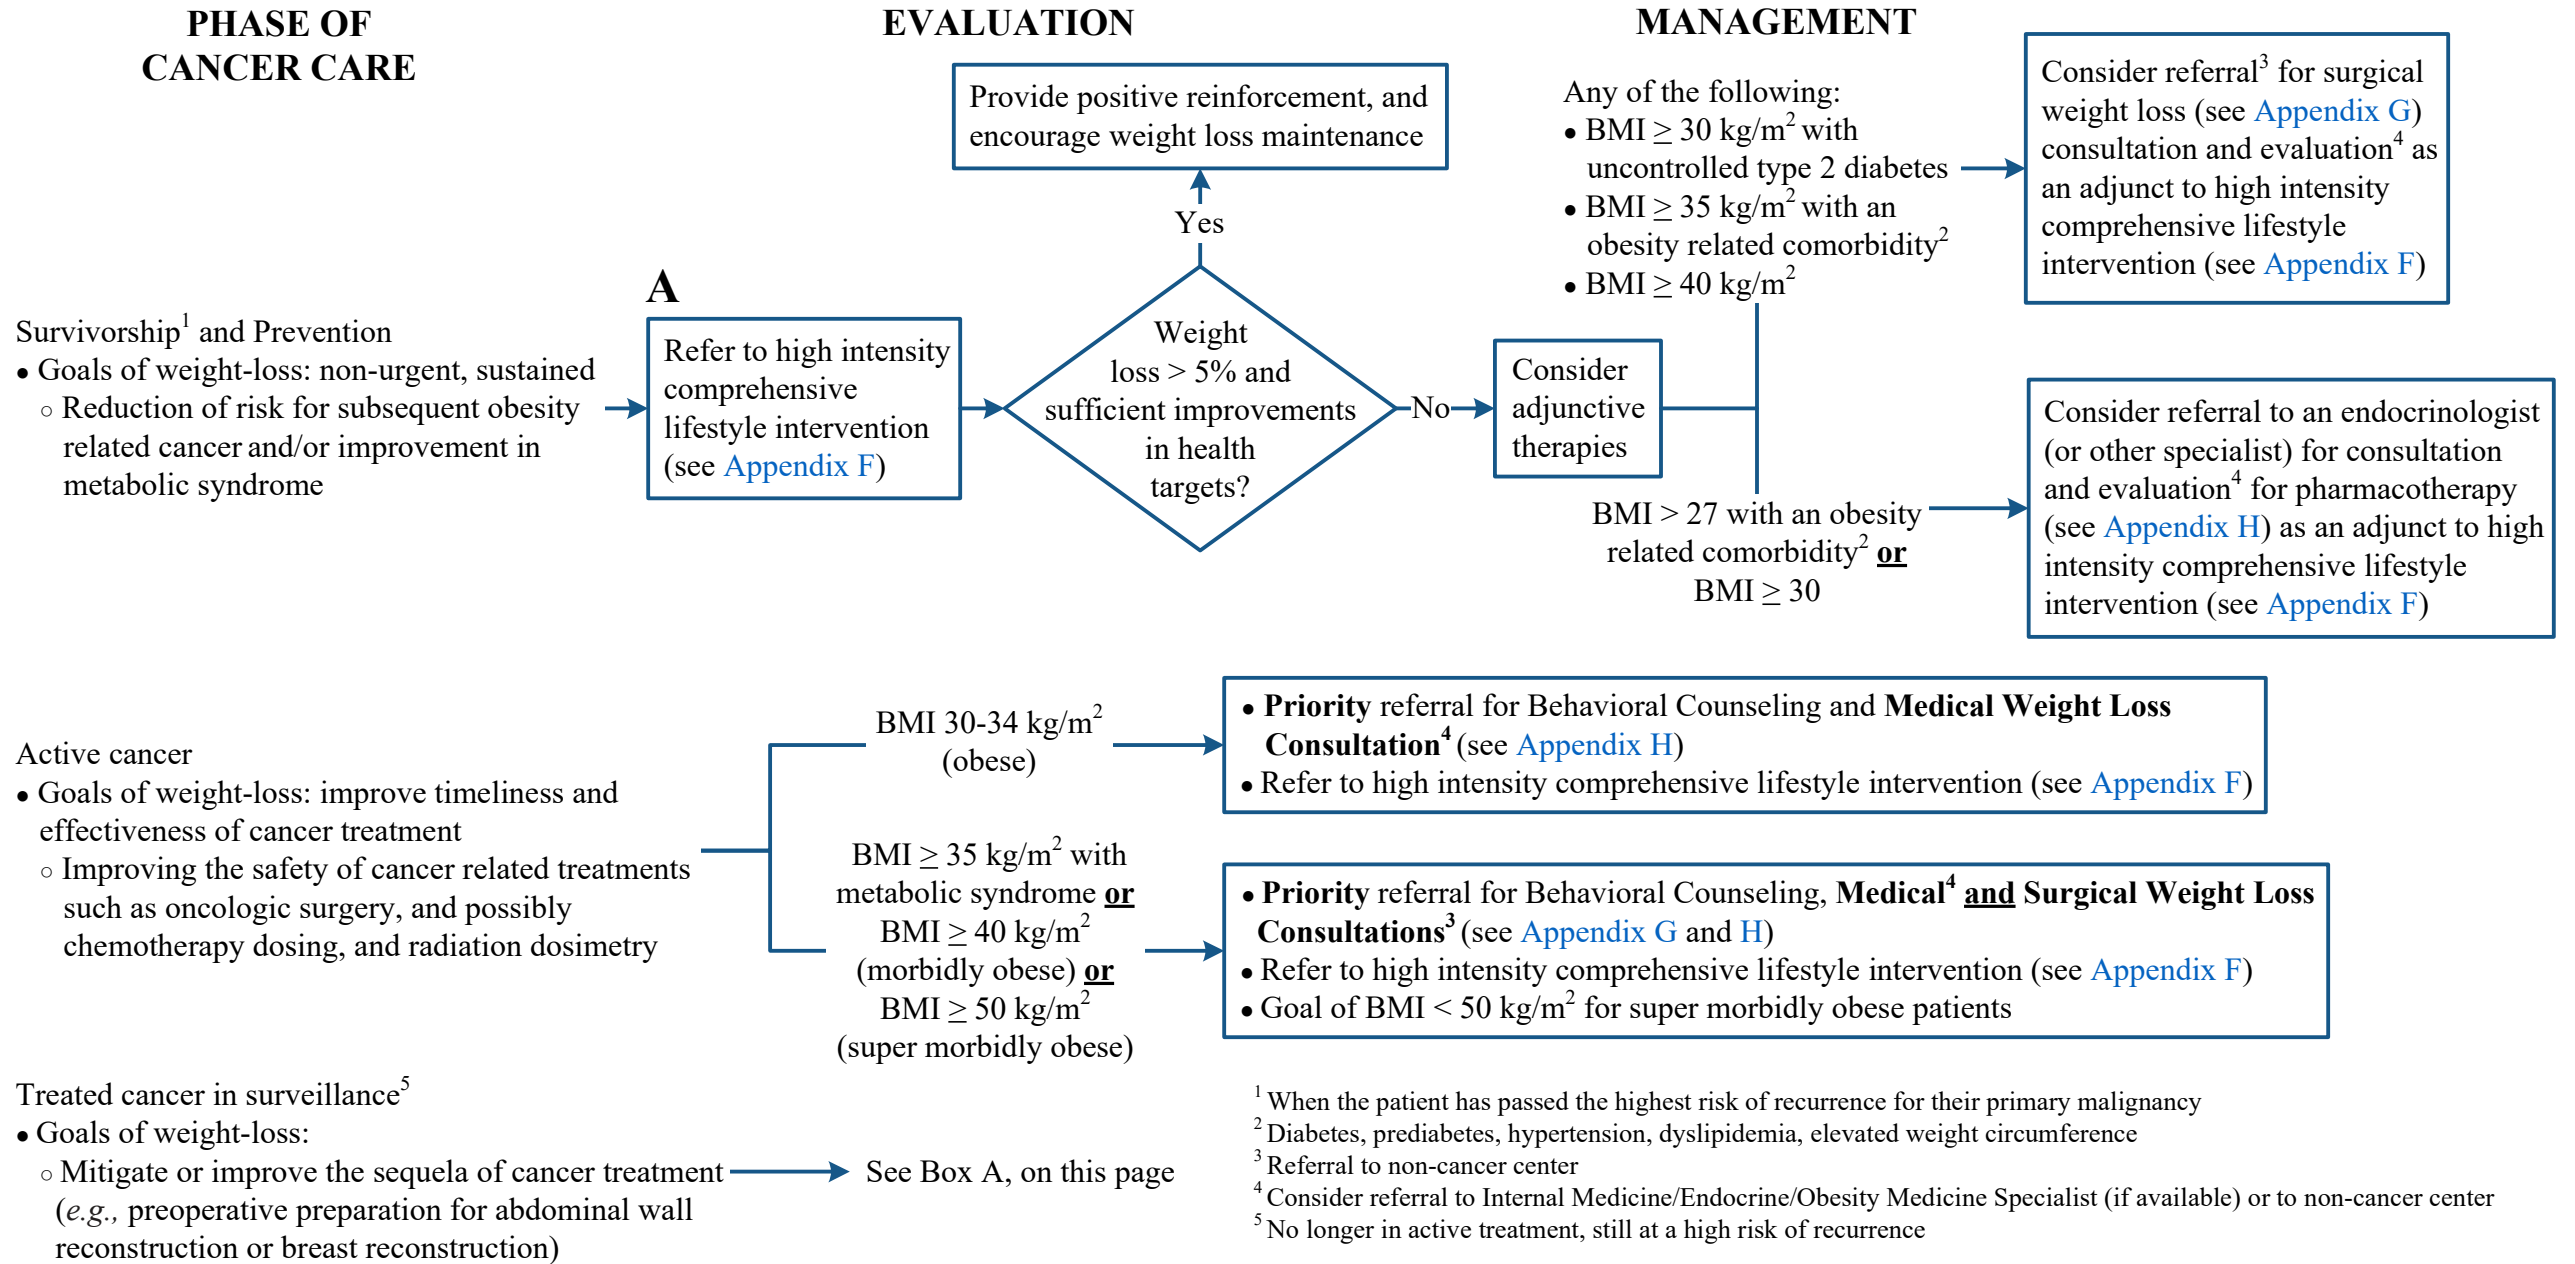 PHASE OF
CANCER CARE
EVALUATION
MANAGEMENT
Provide positive reinforcement, and
encourage weight loss maintenance
Yes
Any of the following:
• BMI ≥ 30 kg/m² with
uncontrolled type 2 diabetes
• BMI ≥ 35 kg/m² with an
obesity related comorbidity²
• BMI ≥ 40 kg/m²
Consider referral³ for surgical
weight loss (see Appendix G)
consultation and evaluation⁴ as
an adjunct to high intensity
comprehensive lifestyle
intervention (see Appendix F)
Survivorship¹ and Prevention
• Goals of weight-loss: non-urgent, sustained
○ Reduction of risk for subsequent obesity
related cancer and/or improvement in
metabolic syndrome
A
Refer to high intensity
comprehensive
lifestyle intervention
(see Appendix F)
Weight
loss > 5% and
sufficient improvements
in health
targets?
No
Consider
adjunctive
therapies
BMI > 27 with an obesity
related comorbidity² or
BMI ≥ 30
Consider referral to an endocrinologist
(or other specialist) for consultation
and evaluation⁴ for pharmacotherapy
(see Appendix H) as an adjunct to high
intensity comprehensive lifestyle
intervention (see Appendix F)
Active cancer
• Goals of weight-loss: improve timeliness and
effectiveness of cancer treatment
○ Improving the safety of cancer related treatments
such as oncologic surgery, and possibly
chemotherapy dosing, and radiation dosimetry
BMI 30-34 kg/m²
(obese)
• Priority referral for Behavioral Counseling and Medical Weight Loss
Consultation⁴ (see Appendix H)
• Refer to high intensity comprehensive lifestyle intervention (see Appendix F)
BMI ≥ 35 kg/m² with
metabolic syndrome or
BMI ≥ 40 kg/m²
(morbidly obese) or
BMI ≥ 50 kg/m²
(super morbidly obese)
• Priority referral for Behavioral Counseling, Medical⁴ and Surgical Weight Loss
Consultations³ (see Appendix G and H)
• Refer to high intensity comprehensive lifestyle intervention (see Appendix F)
• Goal of BMI < 50 kg/m² for super morbidly obese patients
Treated cancer in surveillance⁵
• Goals of weight-loss:
○ Mitigate or improve the sequela of cancer treatment
(e.g., preoperative preparation for abdominal wall
reconstruction or breast reconstruction)
See Box A, on this page
¹ When the patient has passed the highest risk of recurrence for their primary malignancy
² Diabetes, prediabetes, hypertension, dyslipidemia, elevated weight circumference
³ Referral to non-cancer center
⁴ Consider referral to Internal Medicine/Endocrine/Obesity Medicine Specialist (if available) or to non-cancer center
⁵ No longer in active treatment, still at a high risk of recurrence